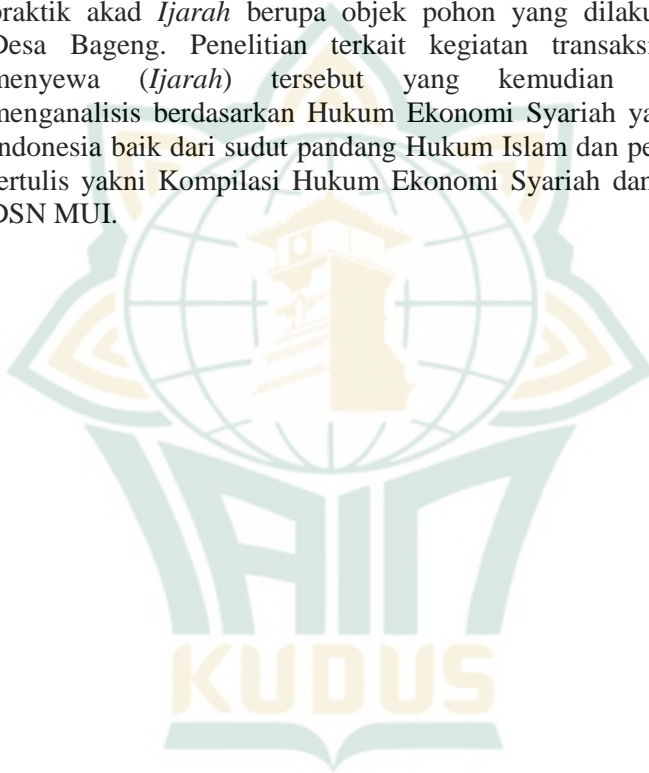 praktik akad Ijarah berupa objek pohon yang dilaku
Desa Bageng. Penelitian terkait kegiatan transaksi
menyewa (Ijarah) tersebut yang kemudian
menganalisis berdasarkan Hukum Ekonomi Syariah ya
Indonesia baik dari sudut pandang Hukum Islam dan pe
tertulis yakni Kompilasi Hukum Ekonomi Syariah dan
DSN MUI.
IAIN
KUDUS